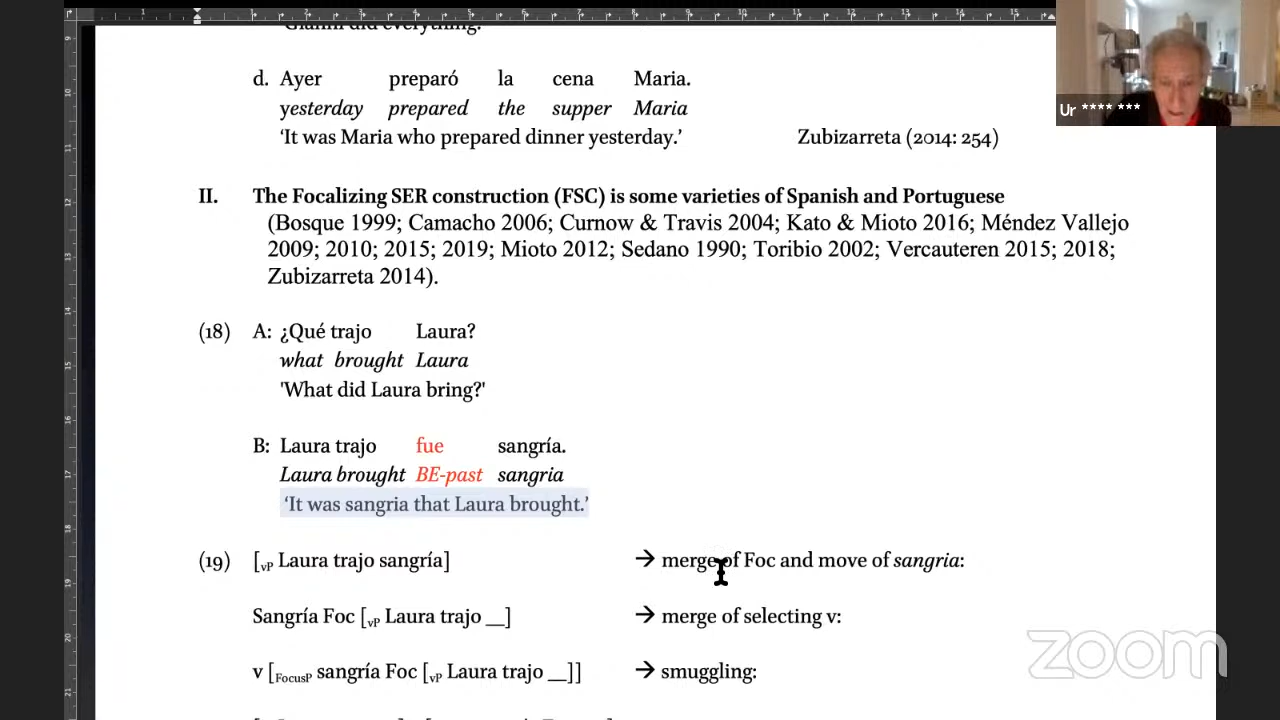 'Gianni did everything.'
d. Ayer preparó la cena Maria.
yesterday prepared the supper Maria
'It was Maria who prepared dinner yesterday.' Zubizarreta (2014: 254)
II. The Focalizing SER construction (FSC) is some varieties of Spanish and Portuguese
(Bosque 1999; Camacho 2006; Curnow & Travis 2004; Kato & Mioto 2016; Méndez Vallejo
2009; 2010; 2015; 2019; Mioto 2012; Sedano 1990; Toribio 2002; Vercauteren 2015; 2018;
Zubizarreta 2014).
(18) A: ¿Qué trajo Laura?
what brought Laura
'What did Laura bring?'
B: Laura trajo fue sangría.
Laura brought BE-past sangria
'It was sangria that Laura brought.'
(19) [vP Laura trajo sangría] → merge of Foc and move of sangria:
Sangría Foc [vP Laura trajo __] → merge of selecting v:
v [FocusP sangría Foc [vP Laura trajo __]] → smuggling:
Ur **** ***
zoom